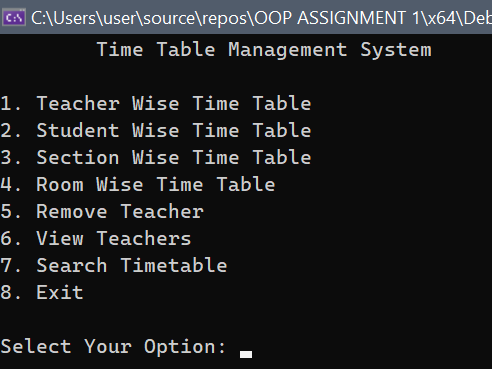 C:\Users\user\source\repos\OOP ASSIGNMENT 1\x64\Deb
Time Table Management System
1. Teacher Wise Time Table
2. Student Wise Time Table
3. Section Wise Time Table
4. Room Wise Time Table
5. Remove Teacher
6. View Teachers
7. Search Timetable
8. Exit
Select Your Option: